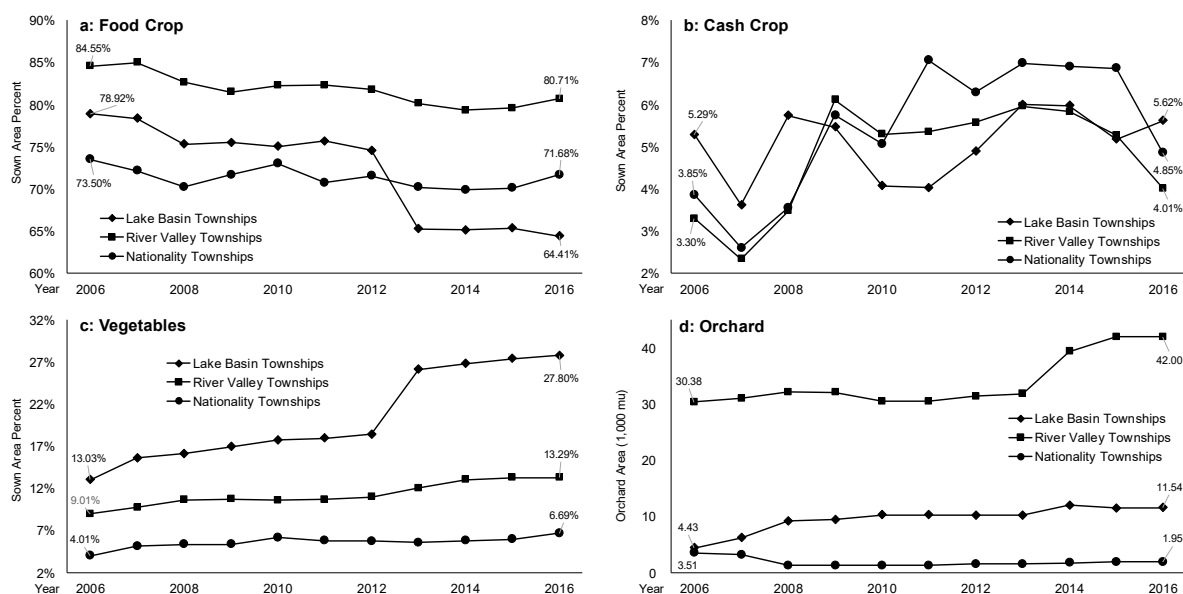 a: Food Crop
Sown Area Percent
90%
85%
80%
75%
70%
65%
60%
84.55%
78.92%
73.50%
80.71%
71.68%
64.41%
Lake Basin Townships
River Valley Townships
Nationality Townships
Year 2006 2008 2010 2012 2014 2016
b: Cash Crop
Sown Area Percent
8%
7%
6%
5%
4%
3%
2%
5.29%
3.85%
3.30%
5.62%
4.85%
4.01%
Lake Basin Townships
River Valley Townships
Nationality Townships
Year 2006 2008 2010 2012 2014 2016
c: Vegetables
Sown Area Percent
32%
27%
22%
17%
12%
7%
2%
13.03%
9.01%
4.01%
27.80%
13.29%
6.69%
Lake Basin Townships
River Valley Townships
Nationality Townships
Year 2006 2008 2010 2012 2014 2016
d: Orchard
Orchard Area (1,000 mu)
40
30
20
10
0
30.38
4.43
3.51
42.00
11.54
1.95
Lake Basin Townships
River Valley Townships
Nationality Townships
Year 2006 2008 2010 2012 2014 2016